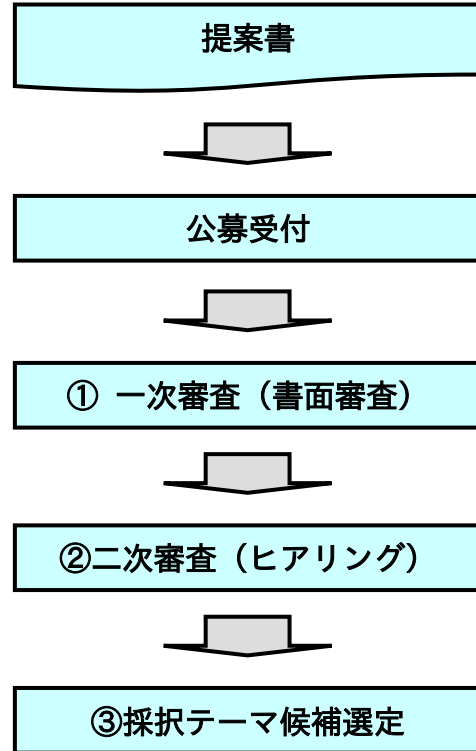 提案書
公募受付
① 一次審査（書面審査）
②二次審査（ヒアリング）
③採択テーマ候補選定